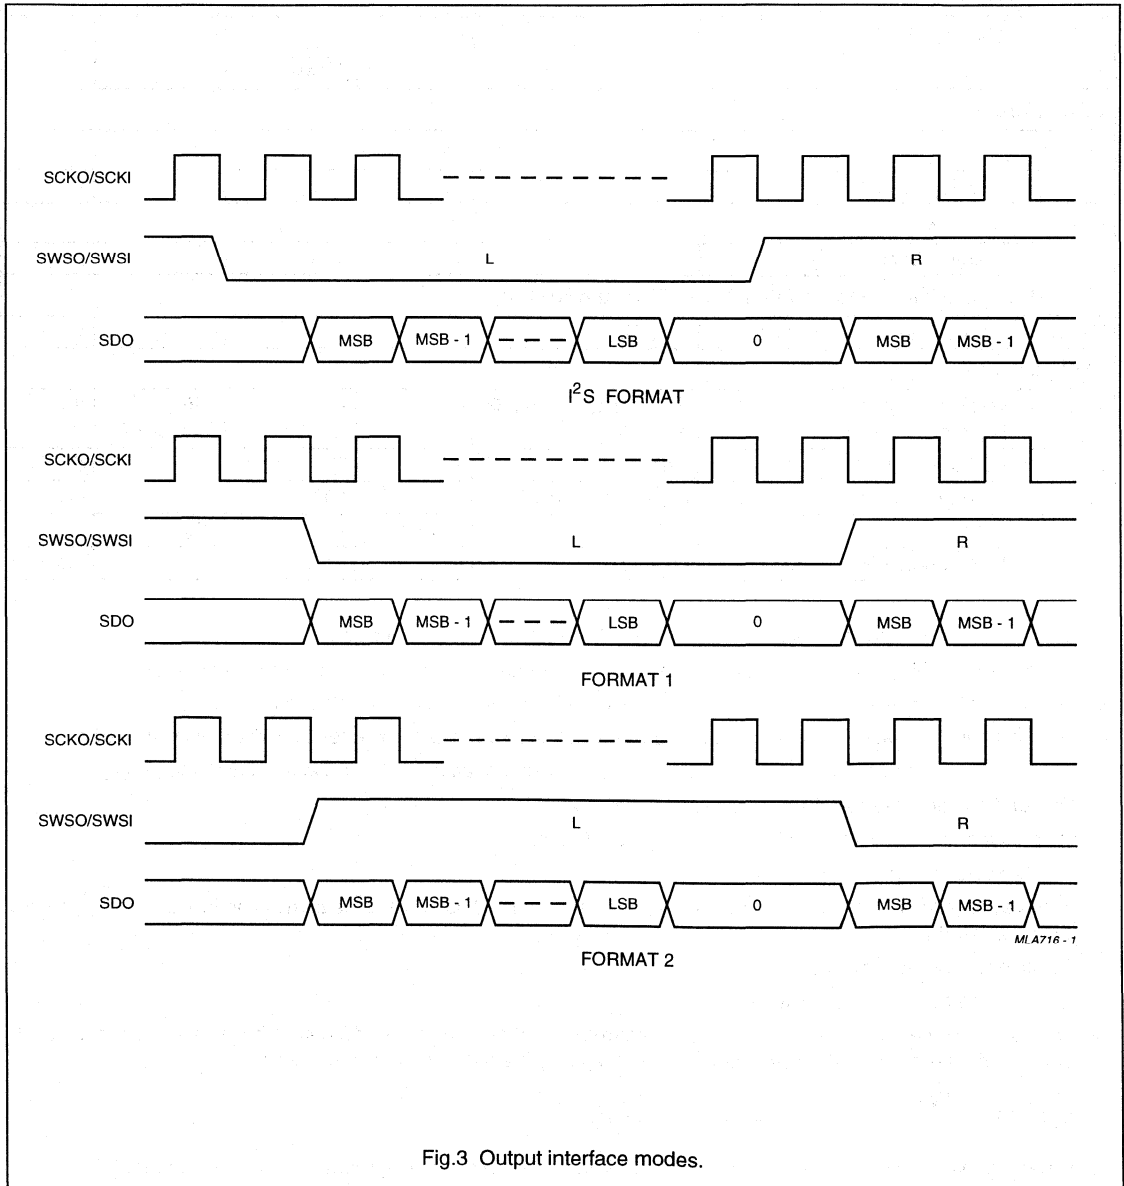 SCKO/SCKI
SWSO/SWSI L R
SDO MSB MSB - 1 LSB 0 MSB MSB - 1
I²S FORMAT
SCKO/SCKI
SWSO/SWSI L R
SDO MSB MSB - 1 LSB 0 MSB MSB - 1
FORMAT 1
SCKO/SCKI
SWSO/SWSI L R
SDO MSB MSB - 1 LSB 0 MSB MSB - 1
MLA716 - 1
FORMAT 2
Fig.3 Output interface modes.